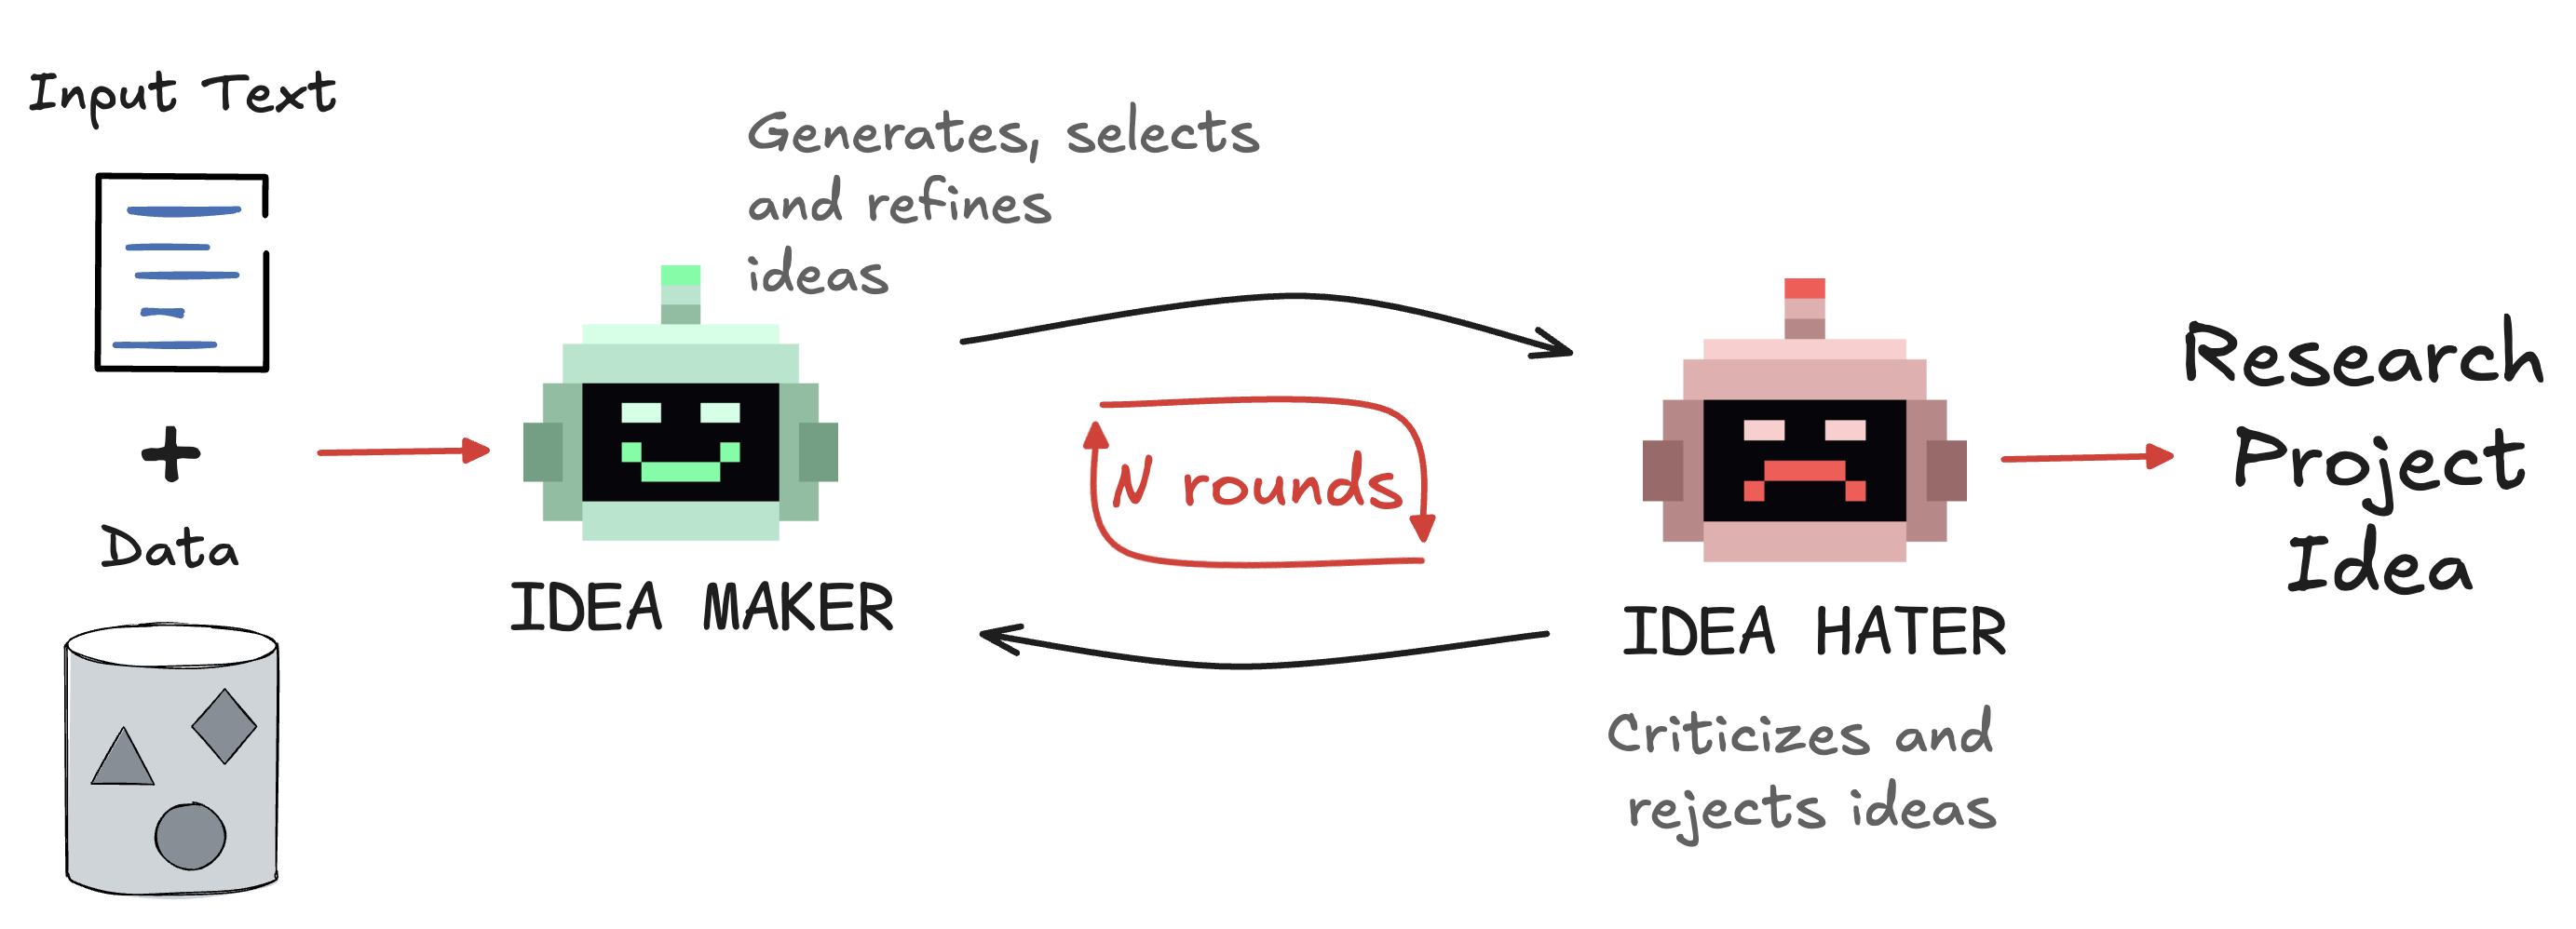 Input Text
+
Data
Generates, selects
and refines
ideas
IDEA MAKER
N rounds
IDEA HATER
Criticizes and
rejects ideas
Research
Project
Idea